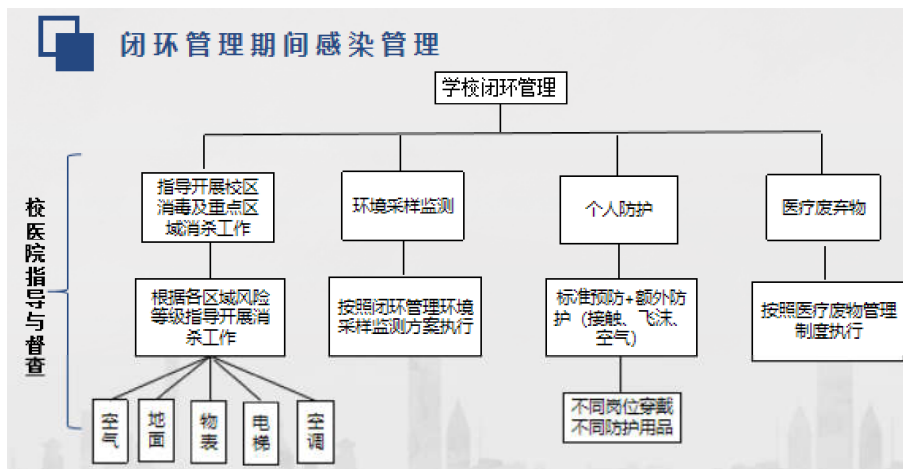 闭环管理期间感染管理
学校闭环管理
校医院指导与督查
指导开展校区
消毒及重点区
域消杀工作
环境采样监测
个人防护
医疗废弃物
根据各区域风险
等级指导开展消
杀工作
按照闭环管理环境
采样监测方案执行
标准预防+额外防
护（接触、飞沫、
空气）
按照医疗废物管理
制度执行
空气
地面
物表
电梯
空调
不同岗位穿戴
不同防护用品